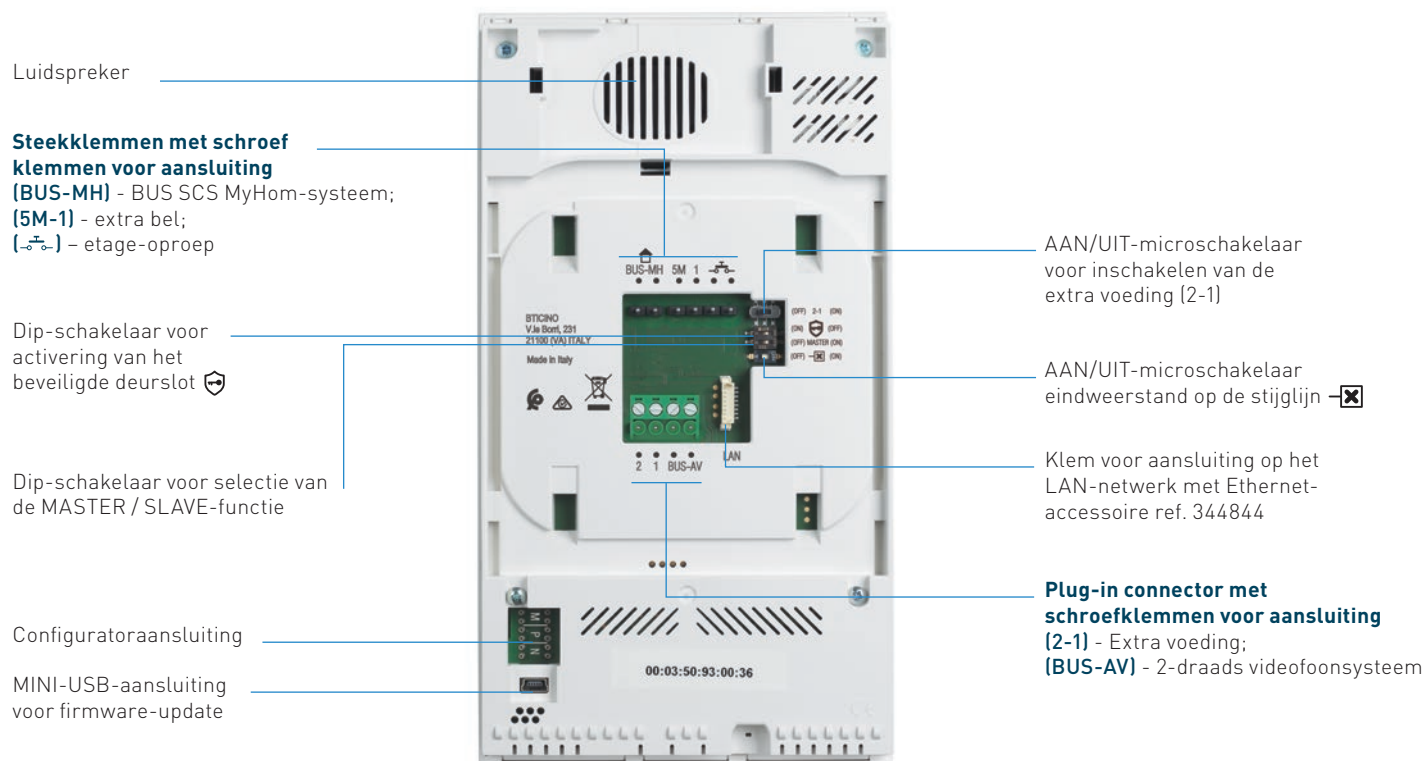 Luidspreker
Steekklemmen met schroef
klemmen voor aansluiting
(BUS-MH) - BUS SCS MyHom-systeem;
(5M-1) - extra bel;
( ) – etage-oproep
Dip-schakelaar voor
activering van het
beveiligde deurslot
Dip-schakelaar voor selectie van
de MASTER / SLAVE-functie
Configuratoraansluiting
MINI-USB-aansluiting
voor firmware-update
BUS-MH 5M 1
BTICINO
V.le Borri, 231
21100 (VA) ITALY
Made in Italy
(OFF) 2-1 (ON)
(ON) (OFF)
(OFF) MASTER (ON)
(OFF) (ON)
2 1 BUS-AV
LAN
M P N
00:03:50:93:00:36
AAN/UIT-microschakelaar
voor inschakelen van de
extra voeding (2-1)
AAN/UIT-microschakelaar
eindweerstand op de stijglijn
Klem voor aansluiting op het
LAN-netwerk met Ethernet-
accessoire ref. 344844
Plug-in connector met
schroefklemmen voor aansluiting
(2-1) - Extra voeding;
(BUS-AV) - 2-draads videofoonsysteem